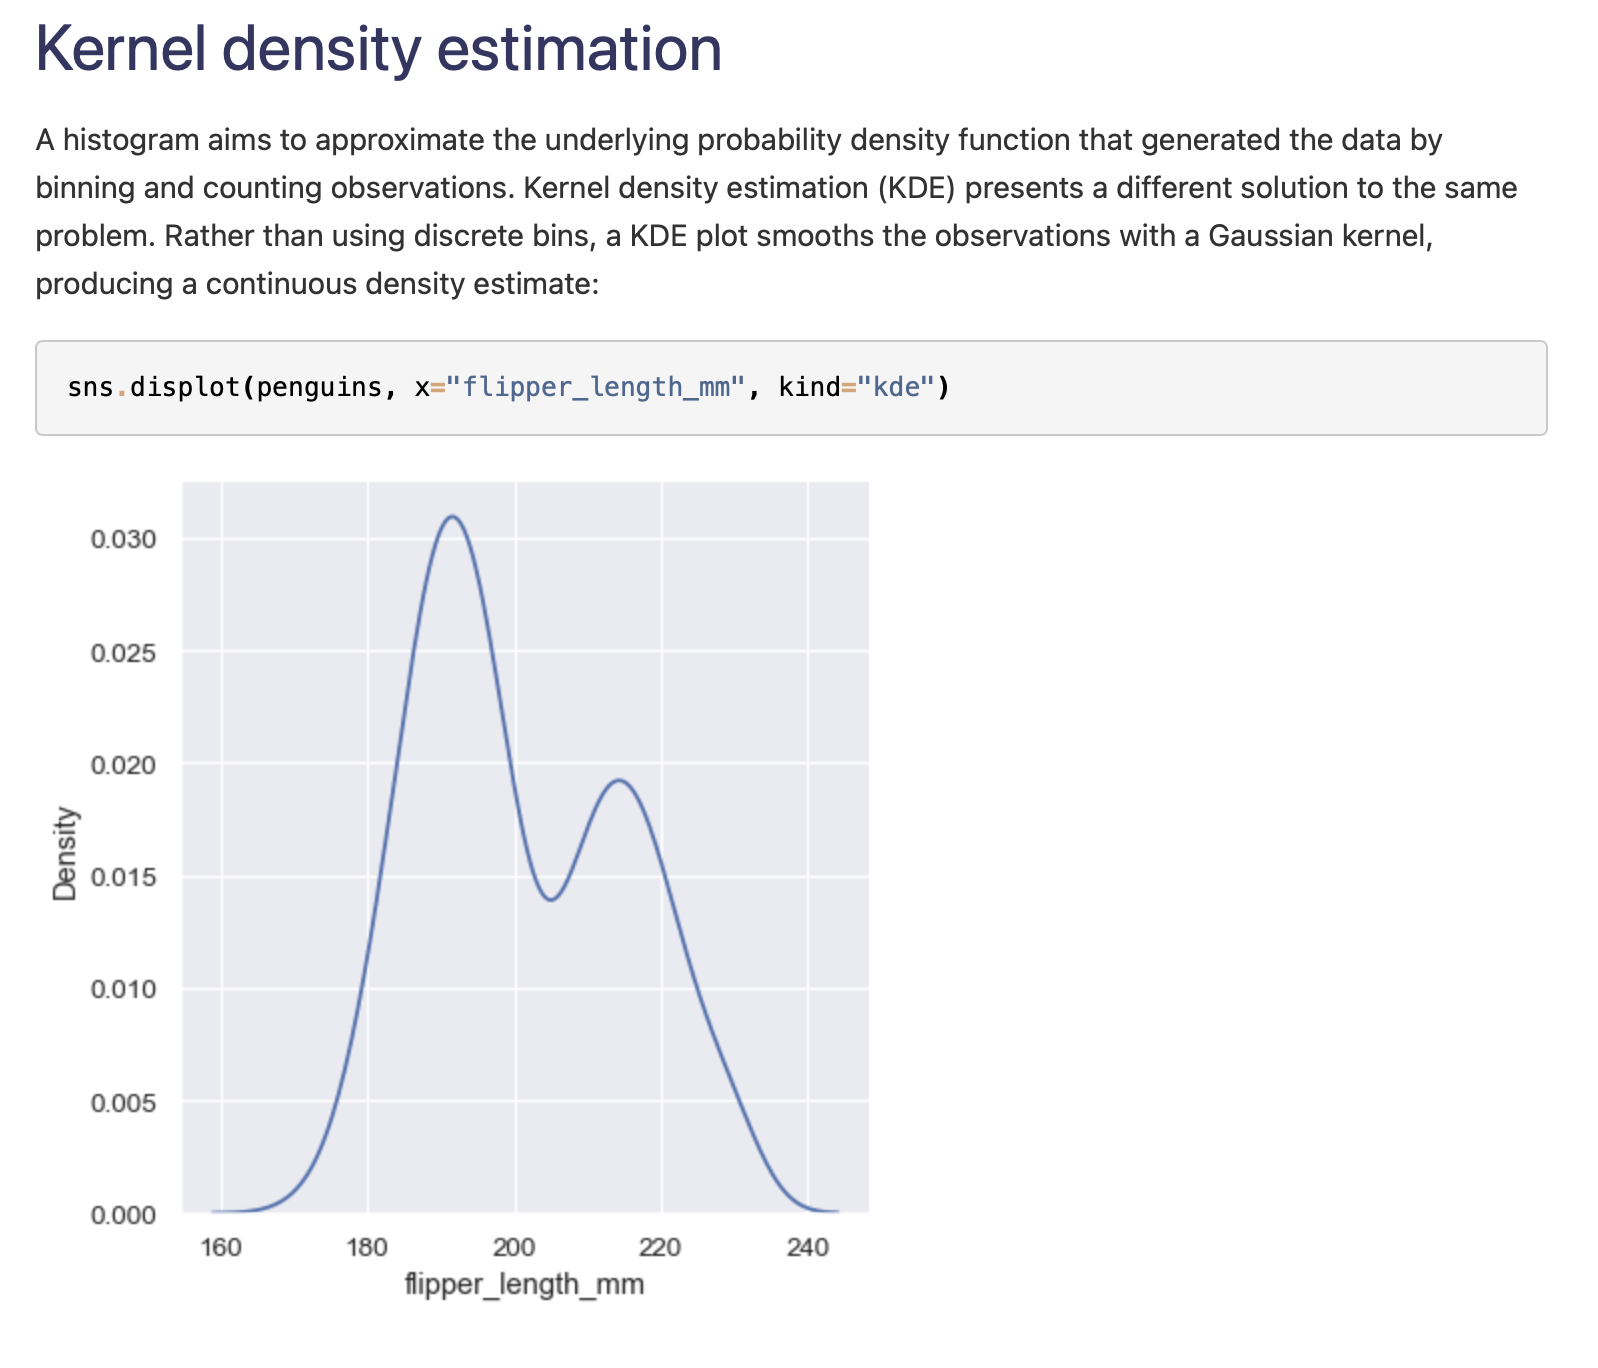 Kernel density estimation
A histogram aims to approximate the underlying probability density function that generated the data by
binning and counting observations. Kernel density estimation (KDE) presents a different solution to the same
problem. Rather than using discrete bins, a KDE plot smooths the observations with a Gaussian kernel,
producing a continuous density estimate:
sns.displot(penguins, x="flipper_length_mm", kind="kde")
0.030
0.025
0.020
0.015
0.010
0.005
0.000
Density
160 180 200 220 240
flipper_length_mm